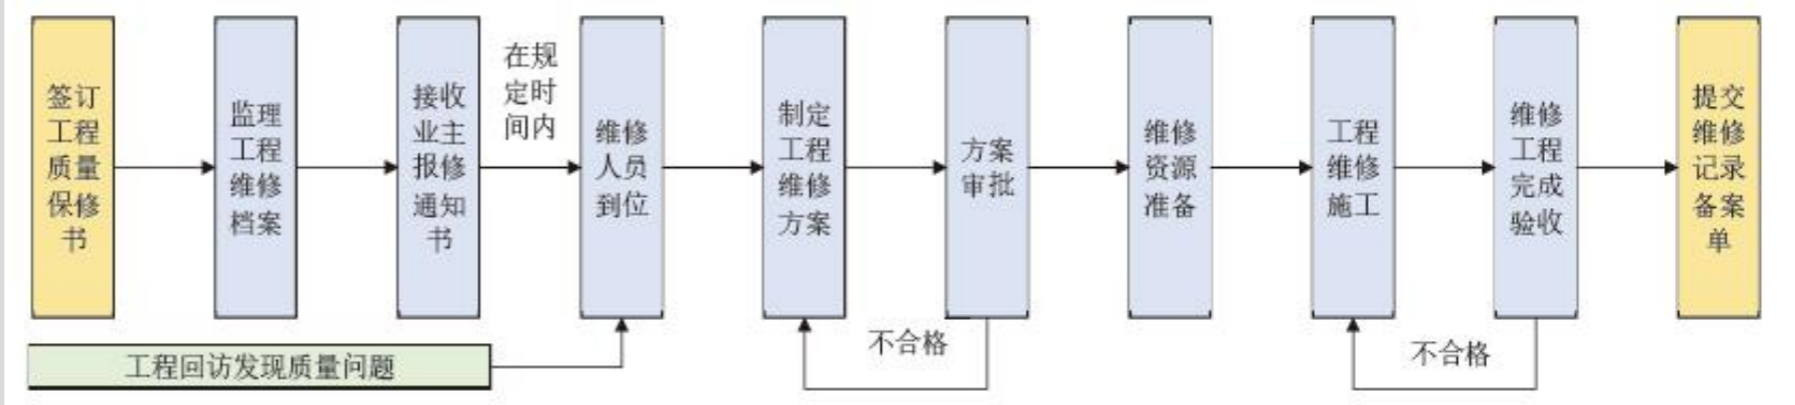 签订
工程
质量
保修
书
监理
工程
维修
档案
接收
业主
报修
通知
书
在规
定时
间内
维修
人员
到位
制定
工程
维修
方案
方案
审批
维修
资源
准备
工程
维修
施工
维修
工程
完成
验收
提交
维修
记录
备案
单
工程回访发现质量问题
不合格
不合格